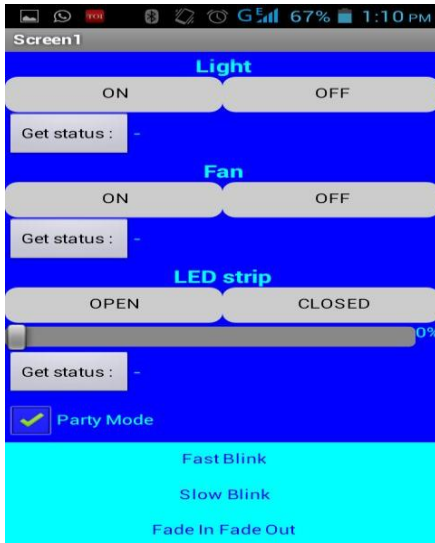 TOI G E 67% 1:10 PM
Screen1
Light
ON OFF
Get status : -
Fan
ON OFF
Get status : -
LED strip
OPEN CLOSED
0%
Get status : -
Party Mode
Fast Blink
Slow Blink
Fade In Fade Out